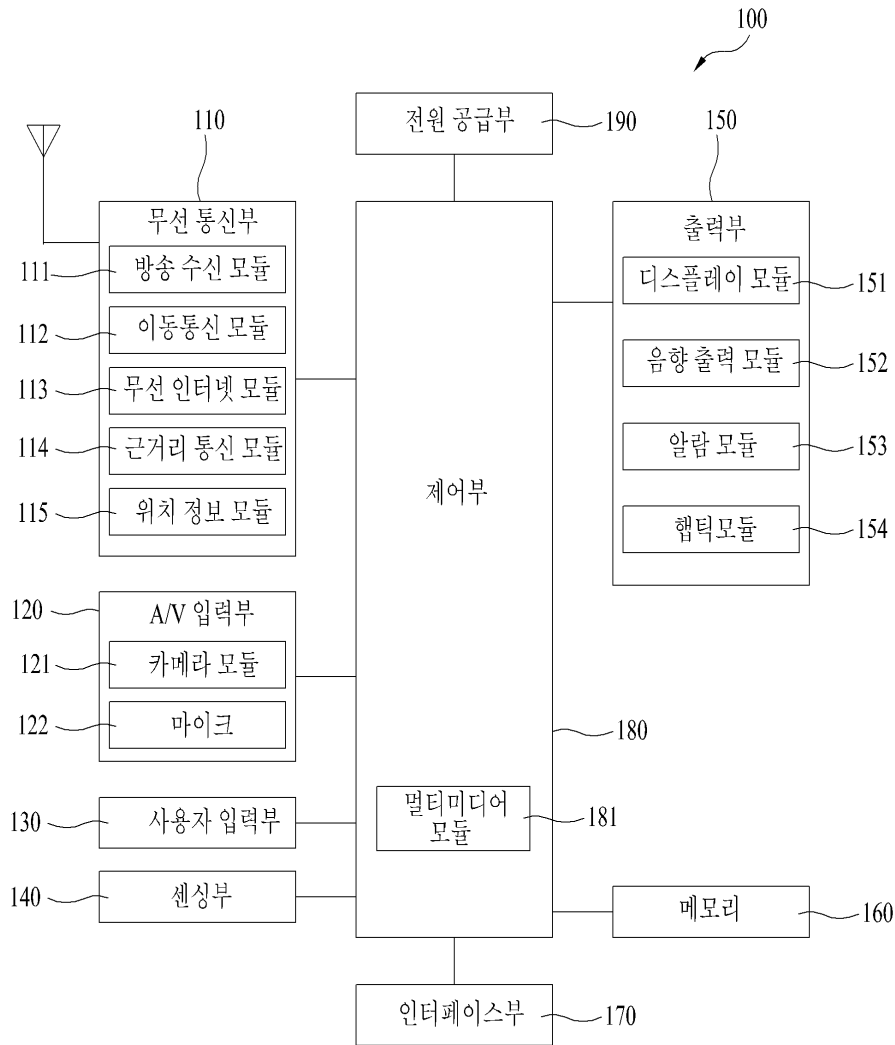 100
전원 공급부
190
110
무선 통신부
111
방송 수신 모듈
112
이동통신 모듈
113
무선 인터넷 모듈
114
근거리 통신 모듈
115
위치 정보 모듈
150
출력부
디스플레이 모듈
151
음향 출력 모듈
152
알람 모듈
153
햅틱모듈
154
제어부
180
멀티미디어
모듈
181
120
A/V 입력부
121
카메라 모듈
122
마이크
130
사용자 입력부
140
센싱부
메모리
160
인터페이스부
170